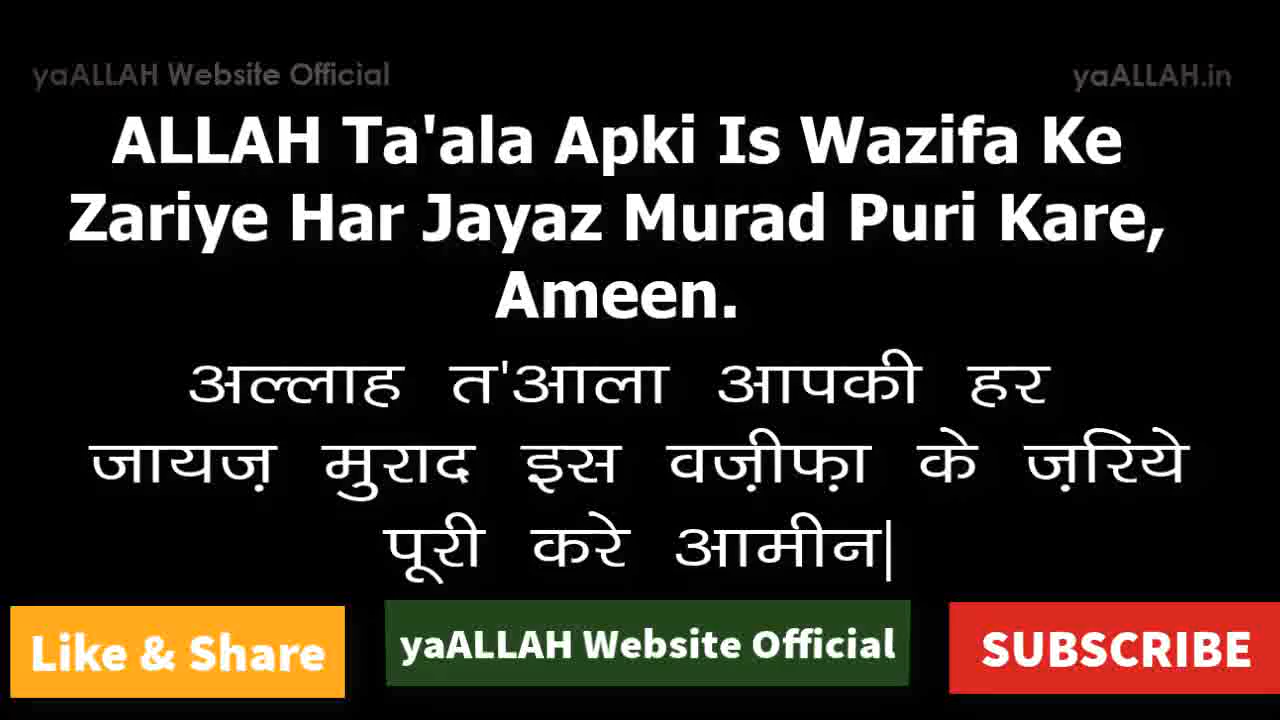 yaALLAH Website Official
yaALLAH.in
ALLAH Ta'ala Apki Is Wazifa Ke
Zariye Har Jayaz Murad Puri Kare,
Ameen.
अल्लाह त'आला आपकी हर
जायज़ मुराद इस वज़ीफ़ा के ज़रिये
पूरी करे आमीन|
Like & Share
yaALLAH Website Official
SUBSCRIBE